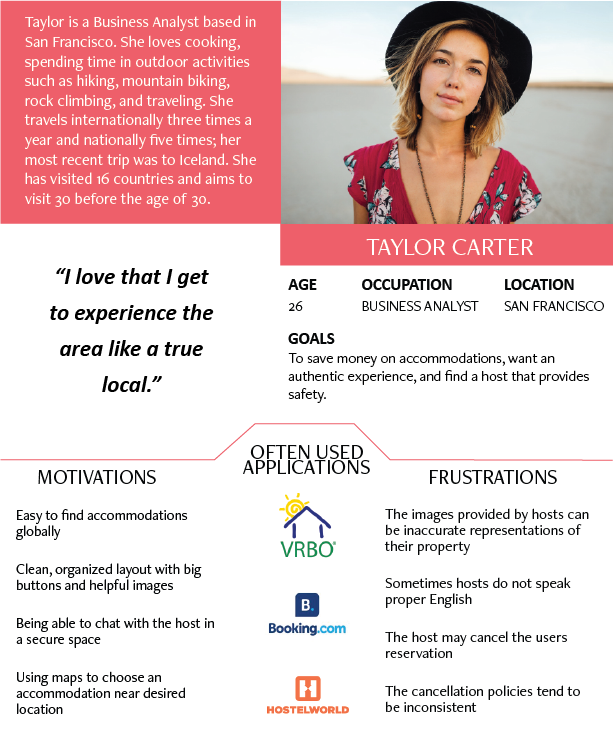 Taylor is a Business Analyst based in
San Francisco. She loves cooking,
spending time in outdoor activities
such as hiking, mountain biking,
rock climbing, and traveling. She
travels internationally three times a
year and nationally five times; her
most recent trip was to Iceland. She
has visited 16 countries and aims to
visit 30 before the age of 30.
TAYLOR CARTER
“I love that I get
to experience the
area like a true
local.”
AGE
26
OCCUPATION
BUSINESS ANALYST
LOCATION
SAN FRANCISCO
GOALS
To save money on accommodations, want an
authentic experience, and find a host that provides
safety.
MOTIVATIONS
Easy to find accommodations
globally
Clean, organized layout with big
buttons and helpful images
Being able to chat with the host in
a secure space
Using maps to choose an
accommodation near desired
location
OFTEN USED
APPLICATIONS
VRBO®
B.
Booking.com
H
HOSTELWORLD
FRUSTRATIONS
The images provided by hosts can
be inaccurate representations of
their property
Sometimes hosts do not speak
proper English
The host may cancel the users
reservation
The cancellation policies tend to
be inconsistent